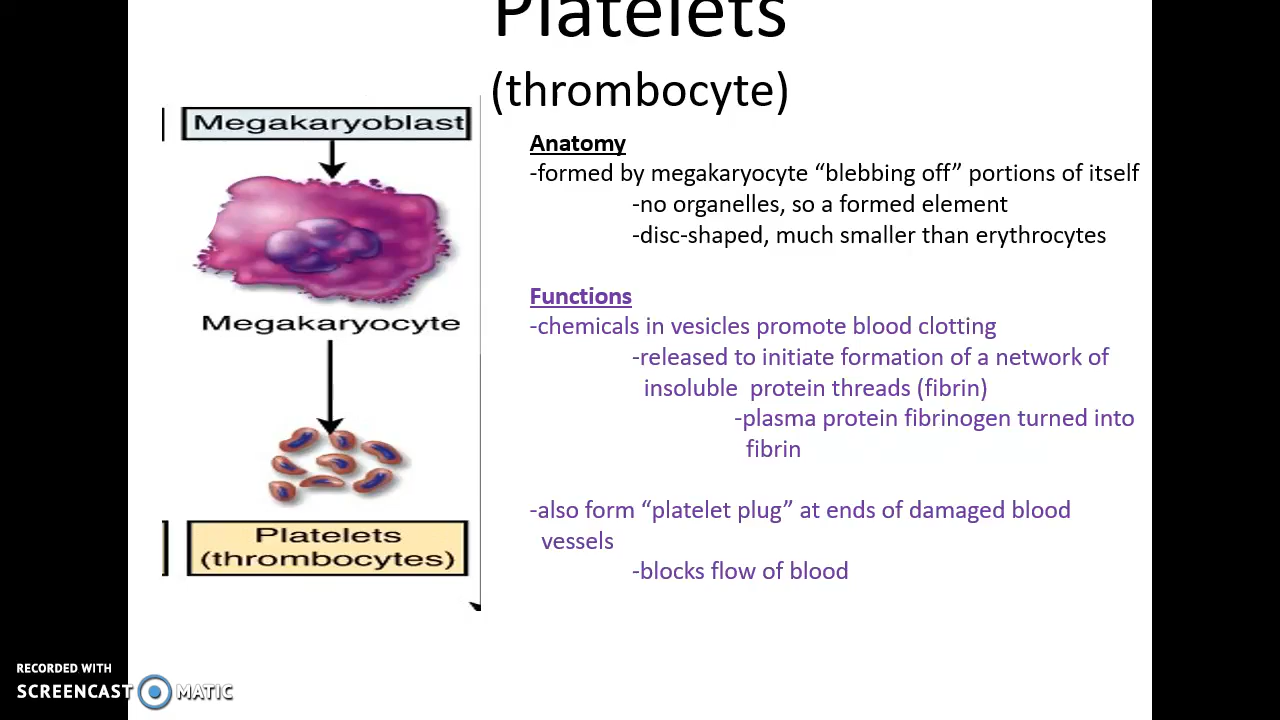 Platelets
(thrombocyte)
Megakaryoblast
Megakaryocyte
Platelets
(thrombocytes)
Anatomy
-formed by megakaryocyte “blebbing off” portions of itself
-no organelles, so a formed element
-disc-shaped, much smaller than erythrocytes
Functions
-chemicals in vesicles promote blood clotting
-released to initiate formation of a network of
insoluble protein threads (fibrin)
-plasma protein fibrinogen turned into
fibrin
-also form “platelet plug” at ends of damaged blood
vessels
-blocks flow of blood
RECORDED WITH
SCREENCAST MATIC